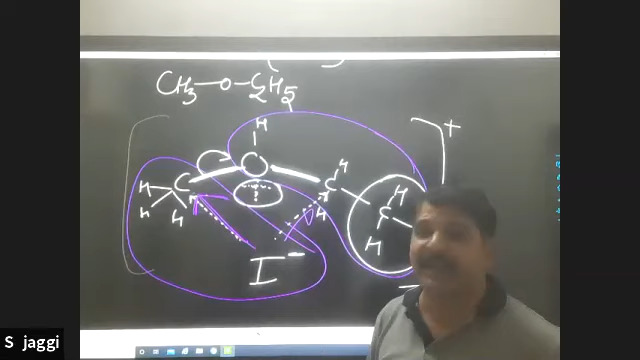 CH3—O—C2H5
H
O
+
H
H C C H
H H H
H C
H
I−
S jaggi